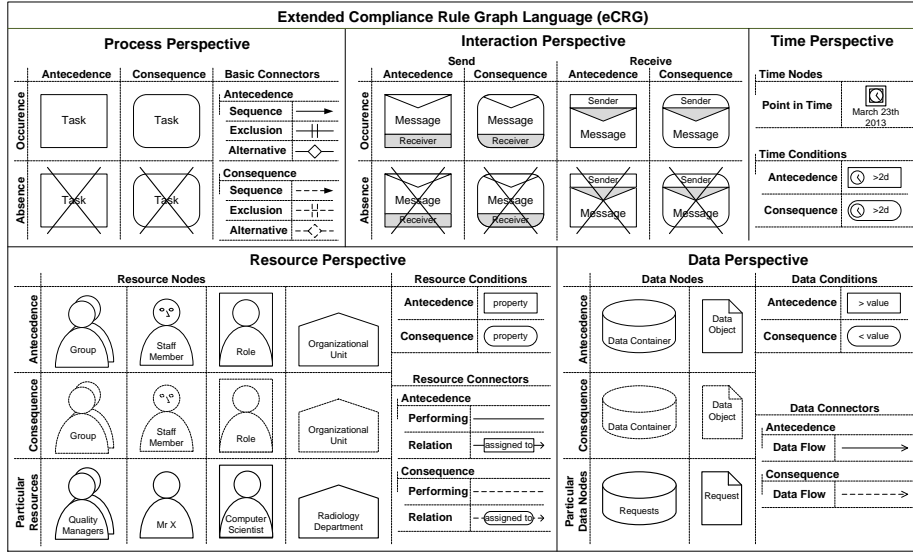 Extended Compliance Rule Graph Language (eCRG)
Process Perspective
Antecedence Consequence Basic Connectors
Occurence
Task
Task
Antecedence
Sequence
Exclusion
Alternative
Absence
Task
Task
Consequence
Sequence
Exclusion
Alternative
Interaction Perspective
Send
Receive
Antecedence Consequence Antecedence Consequence
Occurence
Message
Receiver
Message
Receiver
Sender
Message
Sender
Message
Absence
Message
Receiver
Message
Receiver
Sender
Message
Sender
Message
Time Perspective
Time Nodes
Point in Time
March 23th
2013
Time Conditions
Antecedence >2d
Consequence >2d
Resource Perspective
Resource Nodes
Antecedence
Group
Staff
Member
Role
Organizational
Unit
Consequence
Group
Staff
Member
Role
Organizational
Unit
Particular
Resources
Quality
Managers
Mr X
Computer
Scientist
Radiology
Department
Resource Conditions
Antecedence property
Consequence property
Resource Connectors
Antecedence
Performing
Relation assigned to
Consequence
Performing
Relation assigned to
Data Perspective
Data Nodes
Antecedence
Data Container
Data
Object
Consequence
Data Container
Data
Object
Particular
Data Nodes
Requests
Request
Data Conditions
Antecedence > value
Consequence < value
Data Connectors
Antecedence
Data Flow
Consequence
Data Flow